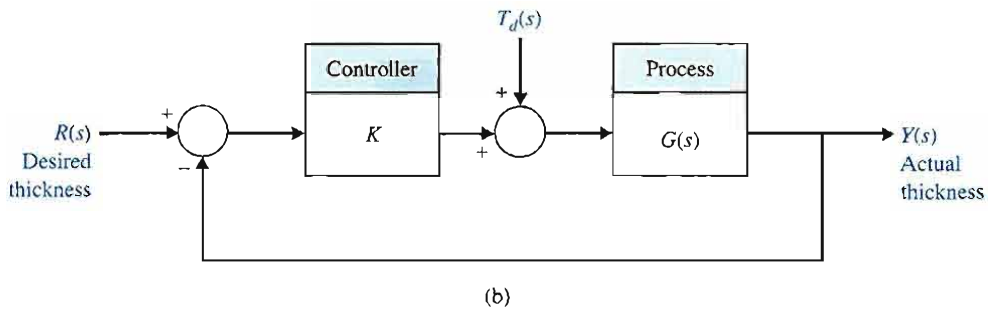 T_d(s)
Controller
Process
+
+
R(s)
K
G(s)
Y(s)
+
−
Desired
thickness
Actual
thickness
(b)